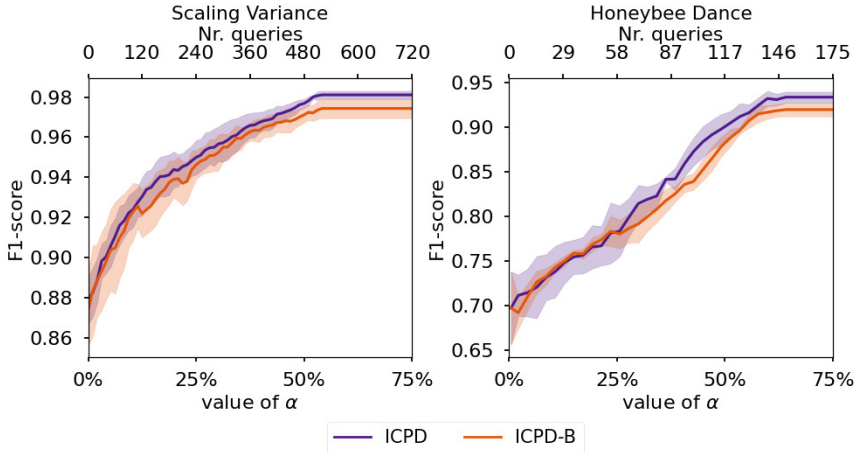 Scaling Variance
Nr. queries
0 120 240 360 480 600 720
0.98
0.96
0.94
0.92
0.90
0.88
0.86
F1-score
0% 25% 50% 75%
value of α
Honeybee Dance
Nr. queries
0 29 58 87 117 146 175
0.95
0.90
0.85
0.80
0.75
0.70
0.65
F1-score
0% 25% 50% 75%
value of α
ICPD ICPD-B